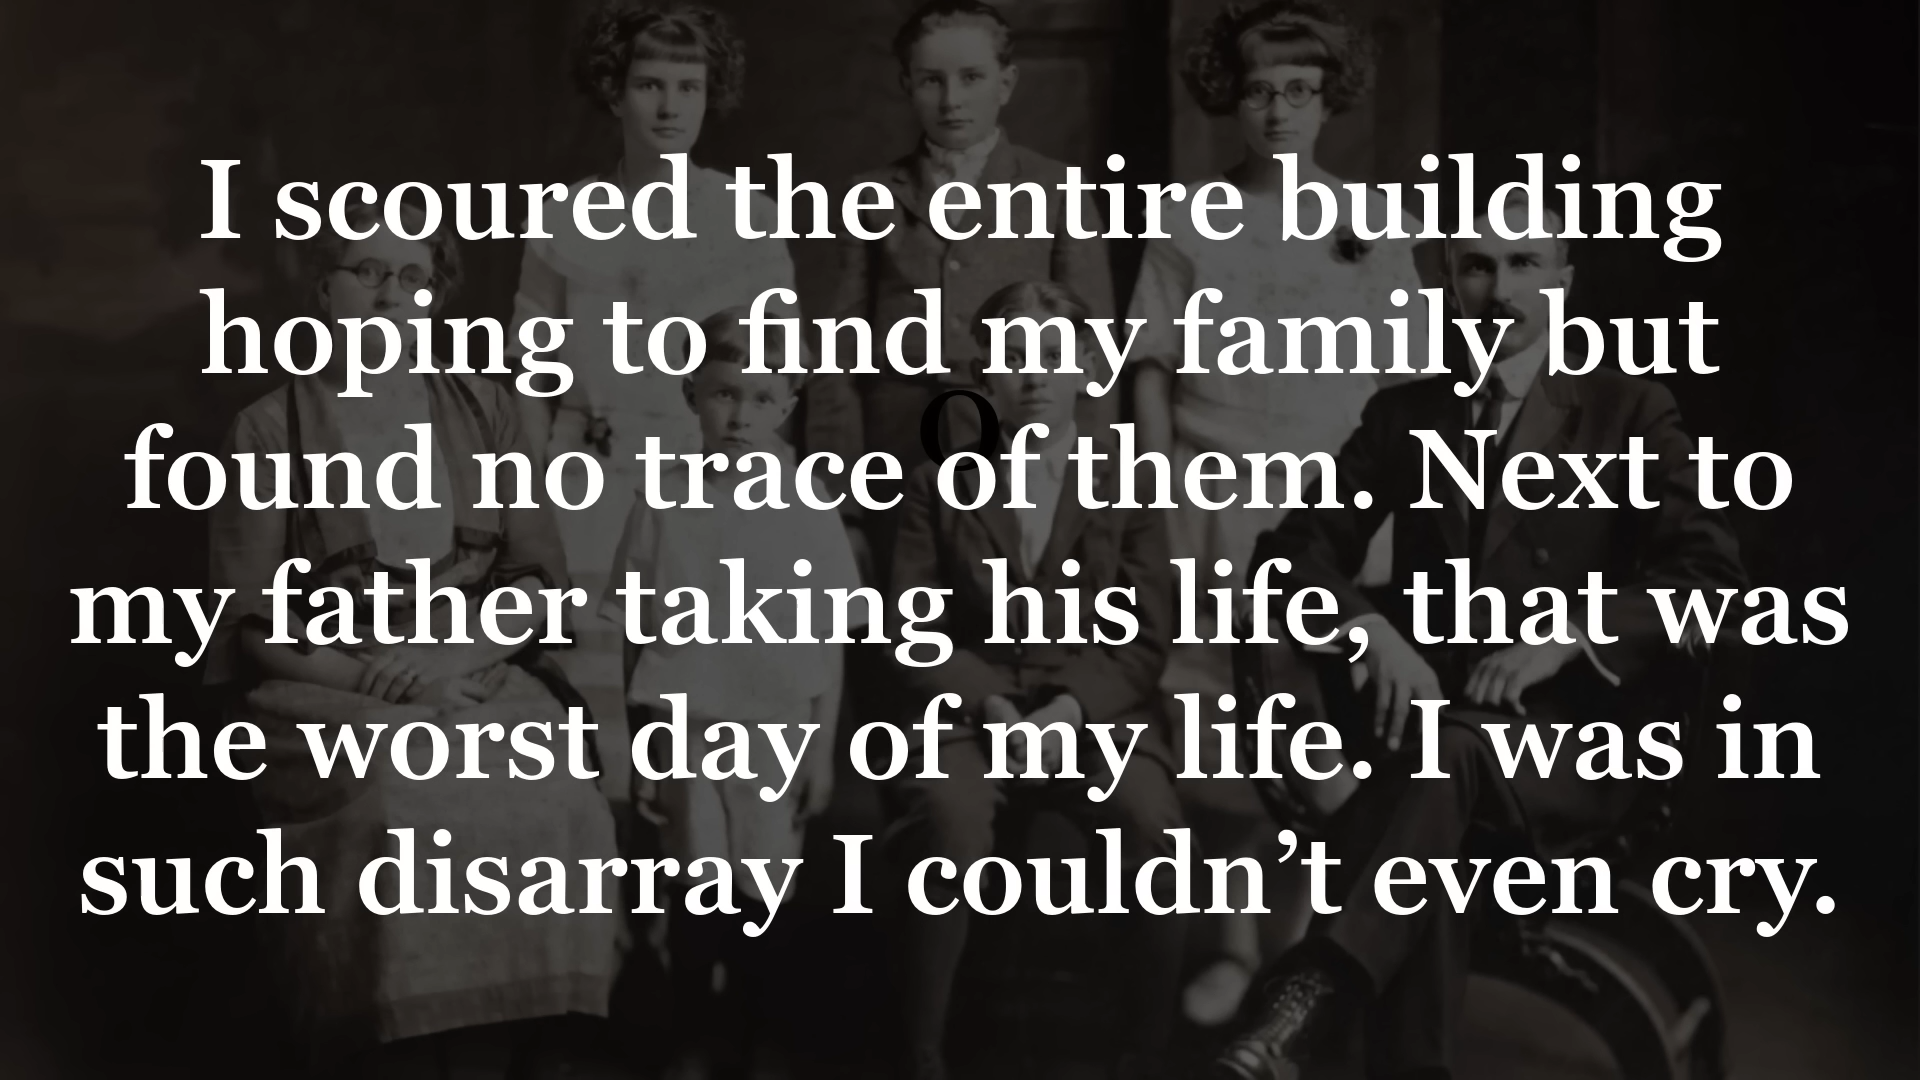 I scoured the entire building
hoping to find my family but
found no trace of them. Next to
my father taking his life, that was
the worst day of my life. I was in
such disarray I couldn’t even cry.
O